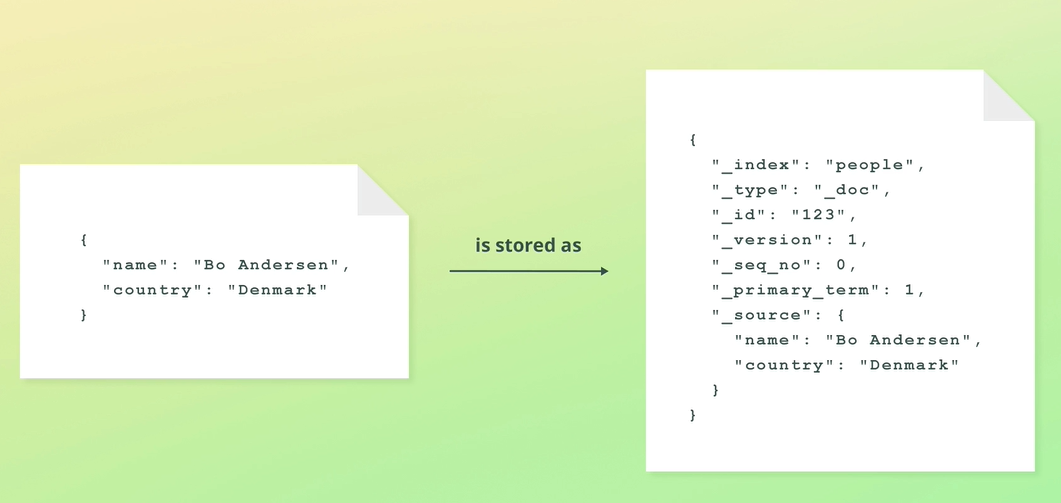 {
  "name": "Bo Andersen",
  "country": "Denmark"
}
is stored as
{
  "_index": "people",
  "_type": "_doc",
  "_id": "123",
  "_version": 1,
  "_seq_no": 0,
  "_primary_term": 1,
  "_source": {
    "name": "Bo Andersen",
    "country": "Denmark"
  }
}